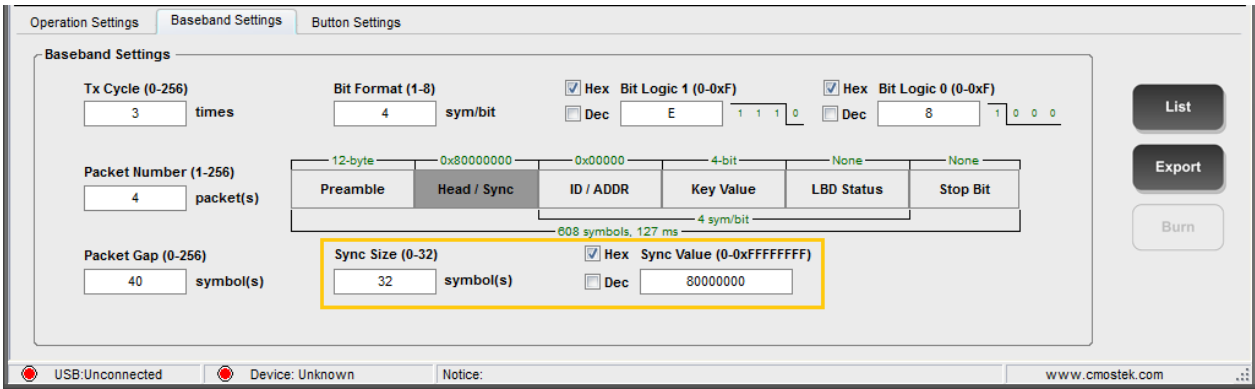 Operation Settings Baseband Settings Button Settings
Baseband Settings
Tx Cycle (0-256) Bit Format (1-8) Hex Bit Logic 1 (0-0xF) Hex Bit Logic 0 (0-0xF)
3 times 4 sym/bit Dec E 1 1 1 0 Dec 8 1 0 0 0
List
12-byte 0x80000000 0x00000 4-bit None None
Packet Number (1-256)
Preamble Head / Sync ID / ADDR Key Value LBD Status Stop Bit
Export
4 packet(s)
4 sym/bit
608 symbols, 127 ms
Burn
Packet Gap (0-256) Sync Size (0-32) Hex Sync Value (0-0xFFFFFFFF)
40 symbol(s) 32 symbol(s) Dec 80000000
USB:Unconnected Device: Unknown Notice: www.cmostek.com